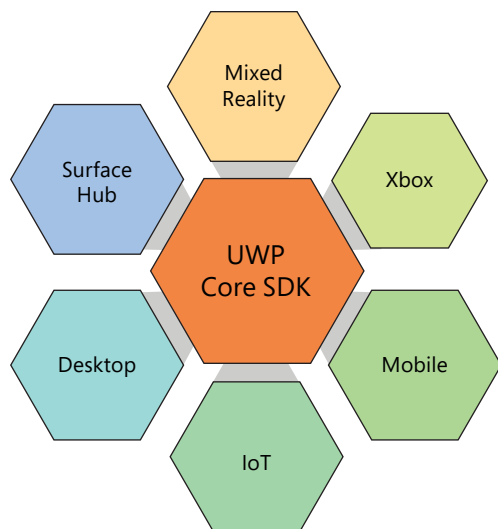 Mixed
Reality
Surface
Hub
Xbox
UWP
Core SDK
Desktop
Mobile
IoT